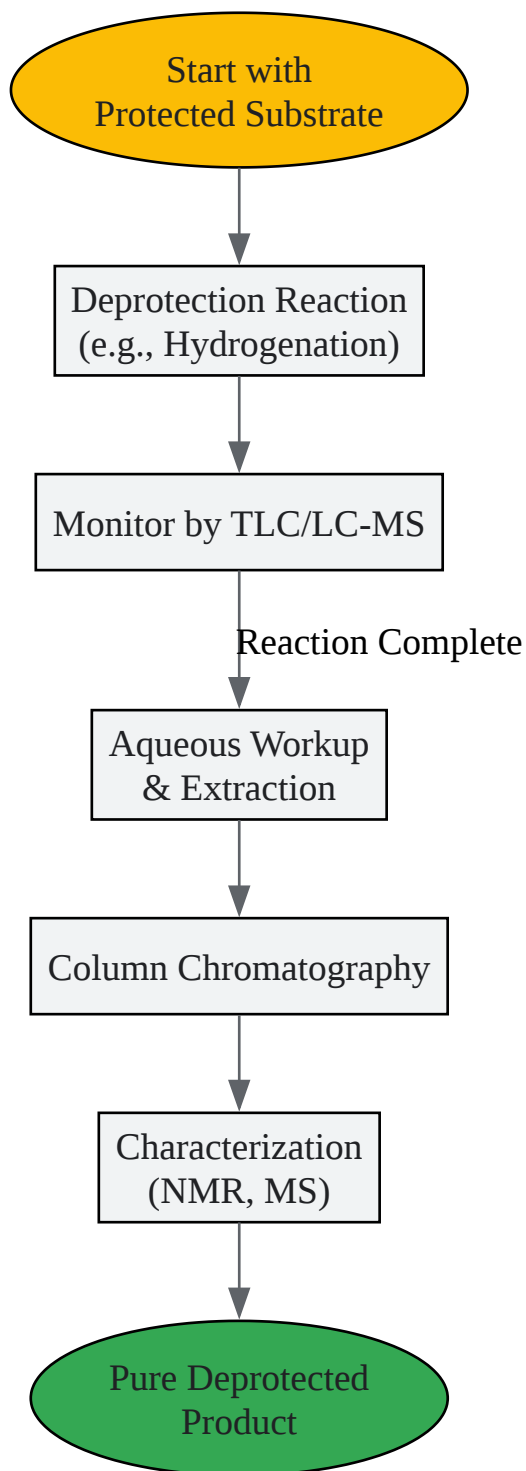 Start with
Protected Substrate
Deprotection Reaction
(e.g., Hydrogenation)
Monitor by TLC/LC-MS
Reaction Complete
Aqueous Workup
& Extraction
Column Chromatography
Characterization
(NMR, MS)
Pure Deprotected
Product